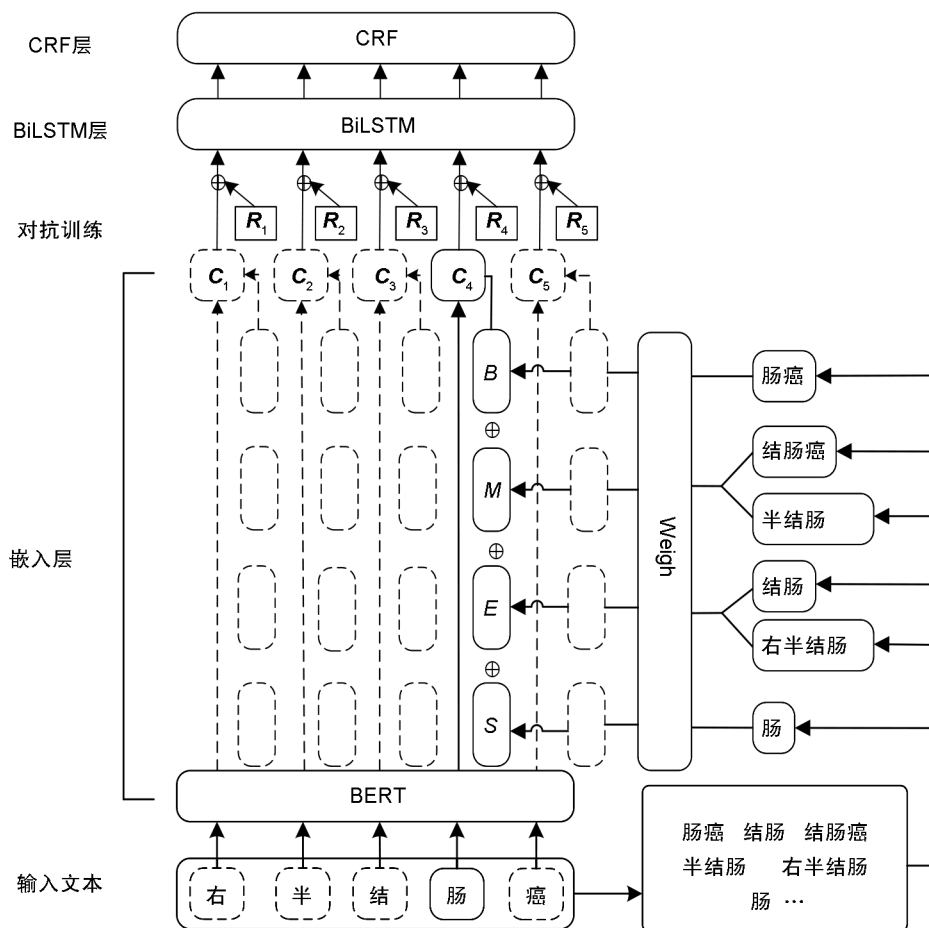 CRF层 CRF
BiLSTM层 BiLSTM
对抗训练 R1 R2 R3 R4 R5
C1 C2 C3 C4 C5
嵌入层
B
M
E
S
Weigh
肠癌
结肠癌
半结肠
结肠
右半结肠
肠
BERT
输入文本 右 半 结 肠 癌
肠癌 结肠 结肠癌
半结肠 右半结肠
肠 …